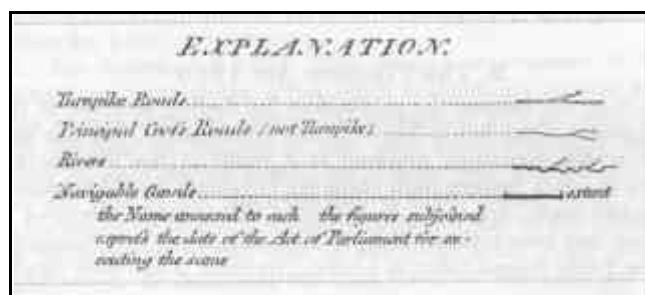 EXPLANATION.
Turnpike Roads
Principal Cross Roads (not Turnpike)
Rivers
Navigable Canals extant
the Name annexed to each the figures subjoined
express the date of the Act of Parliament for ex-
ecuting the same